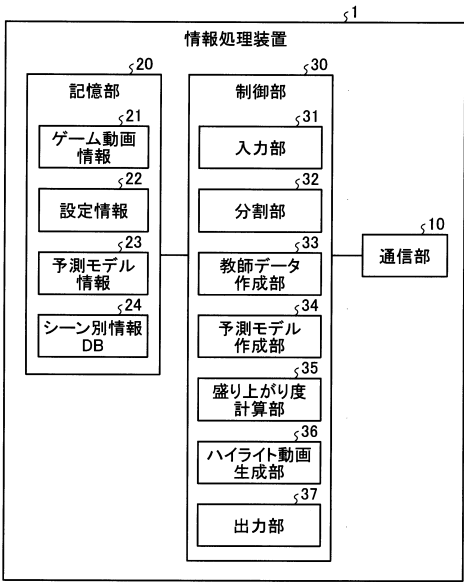 1
情報処理装置
20
記憶部
21
ゲーム動画
情報
22
設定情報
23
予測モデル
情報
24
シーン別情報
DB
30
制御部
31
入力部
32
分割部
33
教師データ
作成部
34
予測モデル
作成部
35
盛り上がり度
計算部
36
ハイライト動画
生成部
37
出力部
10
通信部